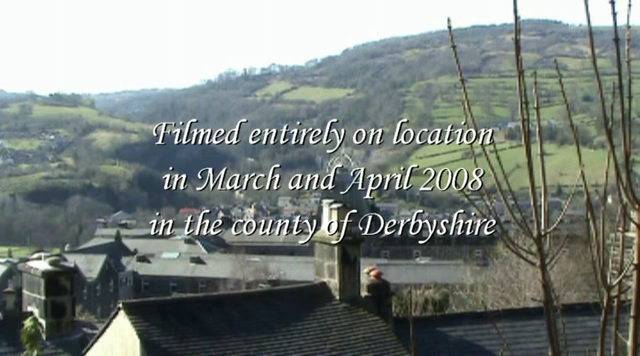 Filmed entirely on location
in March and April 2008
in the county of Derbyshire